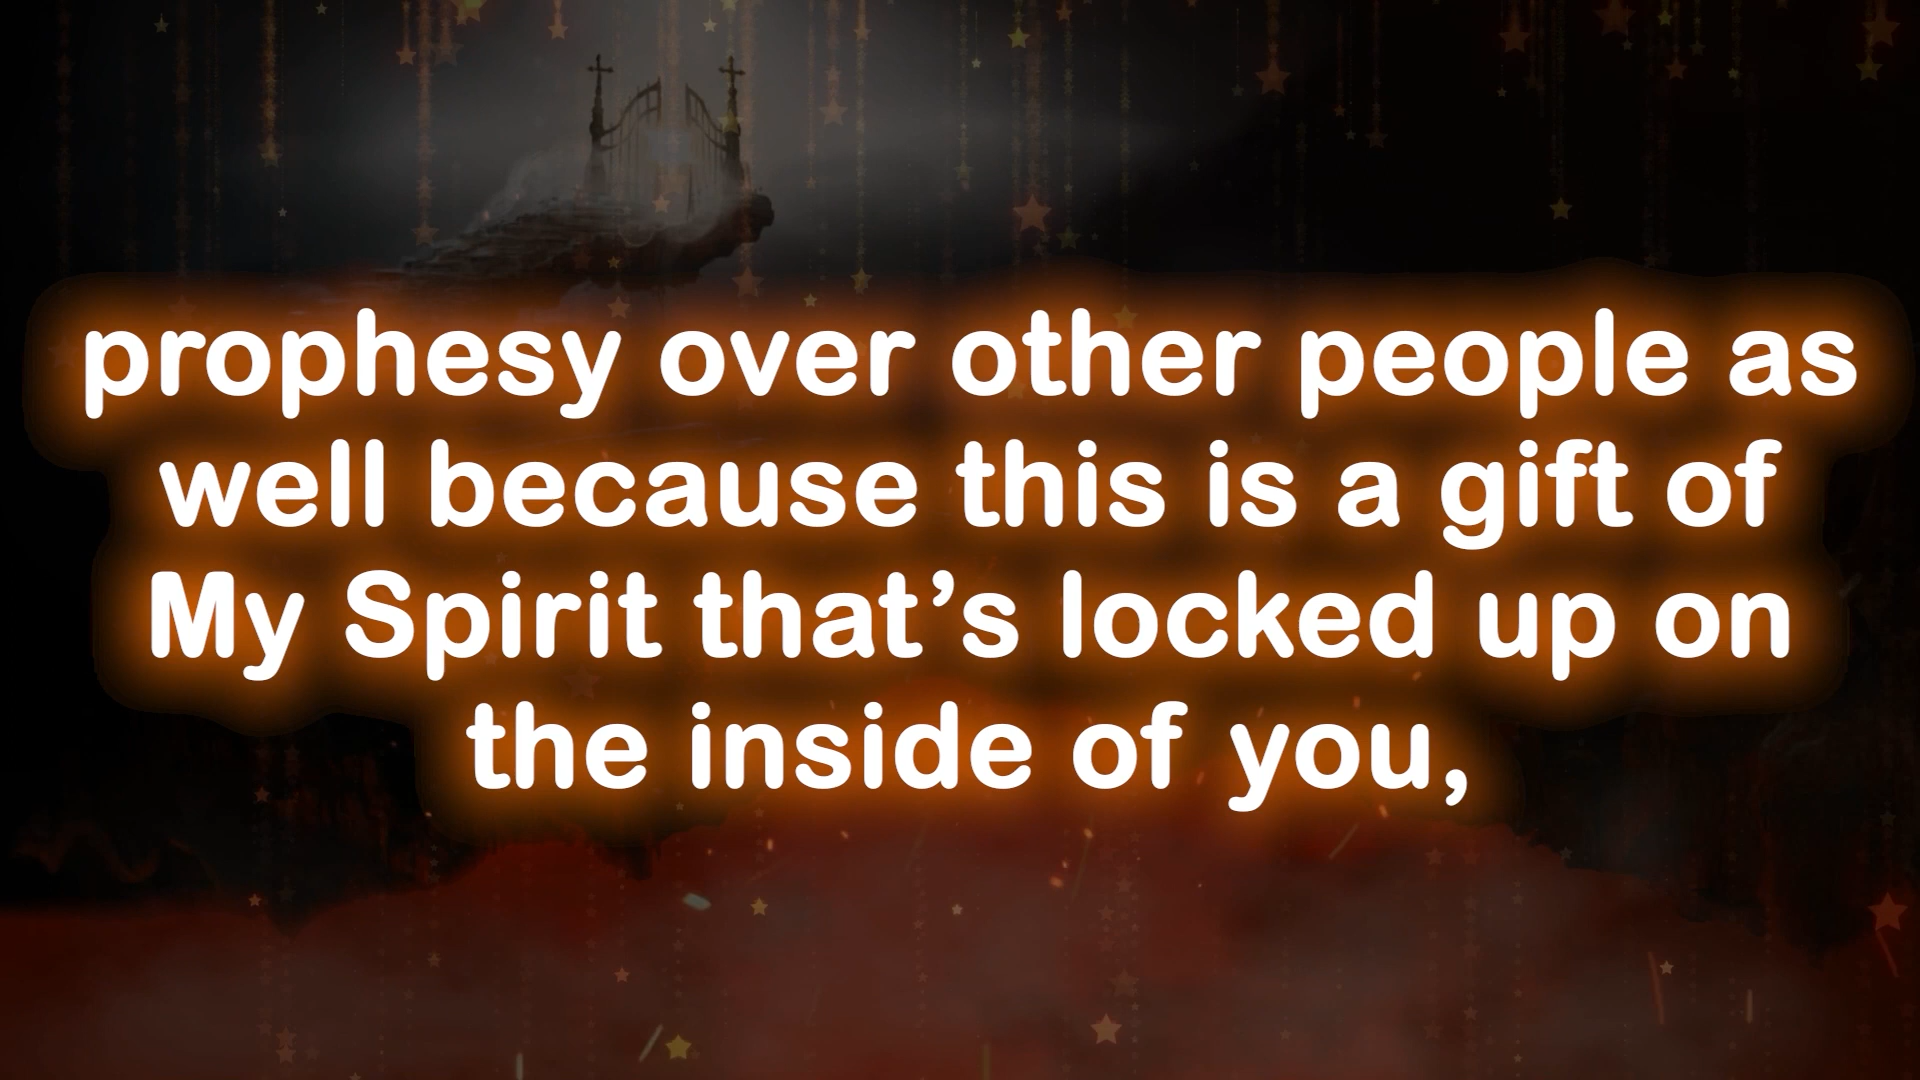 prophesy over other people as
well because this is a gift of
My Spirit that’s locked up on
the inside of you,